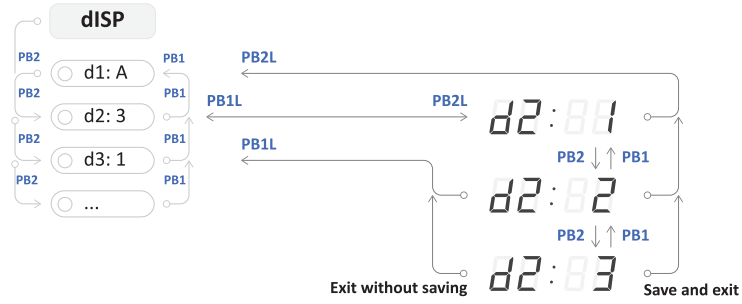 dISP
PB2 PB1 PB2L
d1: A
PB2 PB1 PB1L PB2L
d2: 3 d2: 1
PB2 PB1 PB1L
d3: 1 PB2 PB1
PB2 PB1
... d2: 2
PB2 PB1
d2: 3
Exit without saving Save and exit